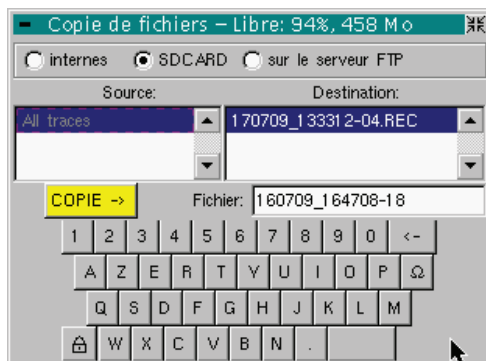 Copie de fichiers – Libre: 94%, 458 Mo
internes SDCARD sur le serveur FTP
Source: Destination:
All traces 170709_133312-04.REC
COPIE -> Fichier: 160709_164708-18
1 2 3 4 5 6 7 8 9 0 <-
A Z E R T Y U I O P Ω
Q S D F G H J K L M
W X C V B N .